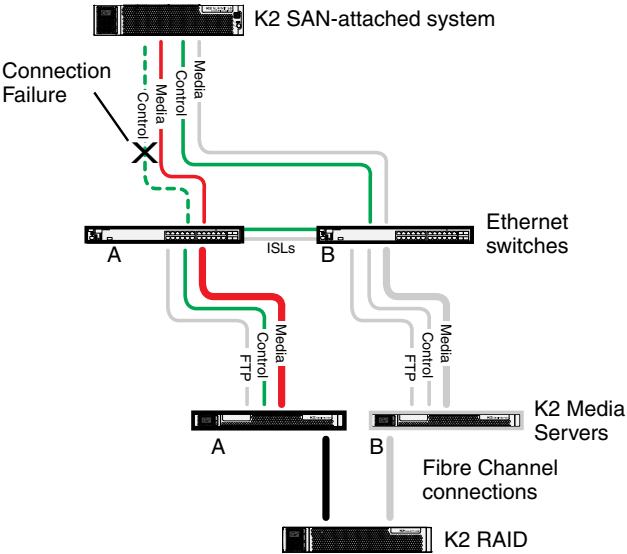 K2 SAN-attached system
Connection
Failure
Control
Media
Control
Media
Ethernet
switches
A
ISLs
B
FTP
Control
Media
FTP
Control
Media
K2 Media
Servers
A
B
Fibre Channel
connections
K2 RAID